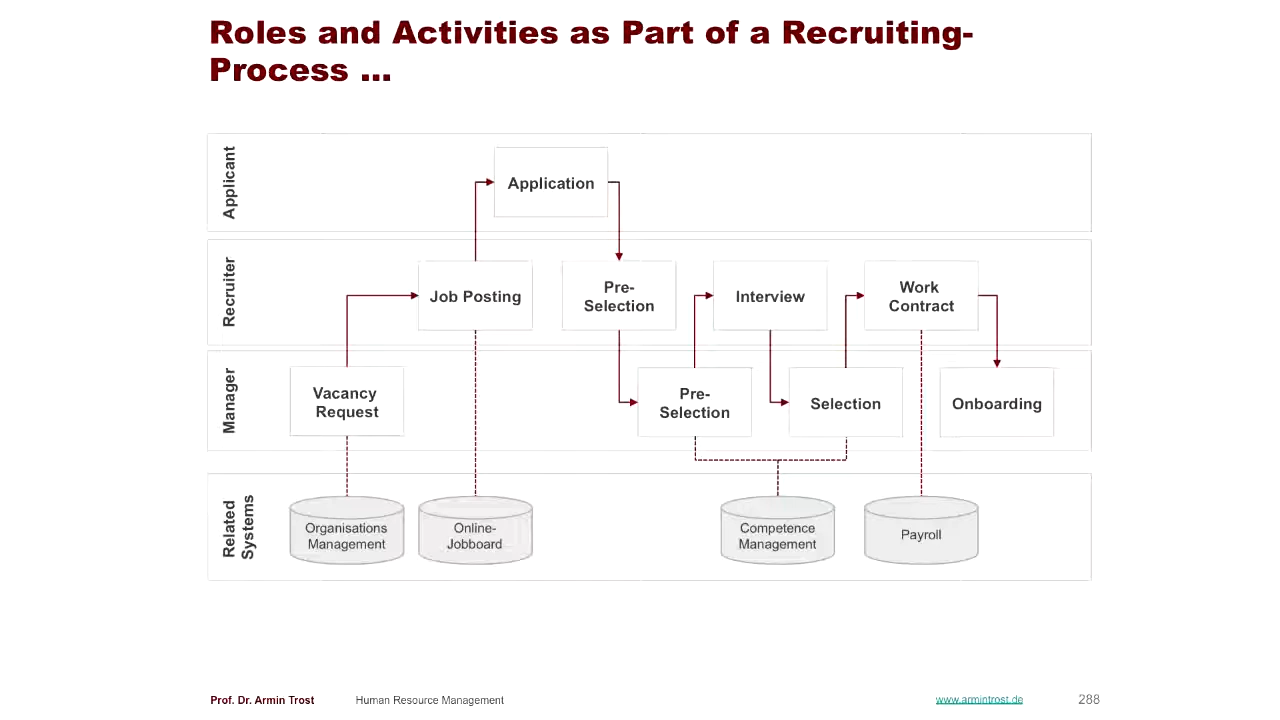 Roles and Activities as Part of a Recruiting-
Process ...
Applicant
Application
Recruiter
Job Posting
Pre-
Selection
Interview
Work
Contract
Manager
Vacancy
Request
Pre-
Selection
Selection
Onboarding
Related
Systems
Organisations
Management
Online-
Jobboard
Competence
Management
Payroll
Prof. Dr. Armin Trost
Human Resource Management
www.armintrost.de
288